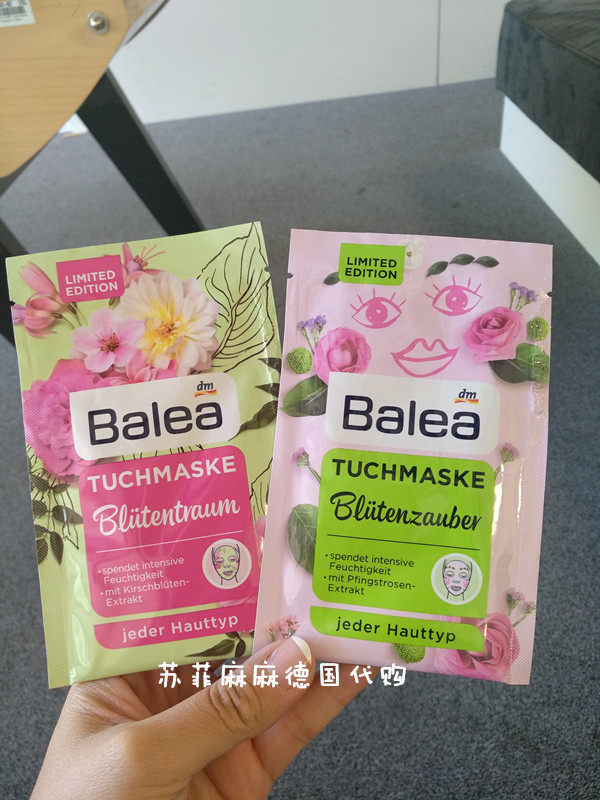 LIMITED
EDITION
dm
Balea
TUCHMASKE
Blütentraum
• spendet intensive
Feuchtigkeit
• mit Kirschblüten-
Extrakt
jeder Hauttyp
LIMITED
EDITION
dm
Balea
TUCHMASKE
Blütenzauber
• spendet intensive
Feuchtigkeit
• mit Pfingstrosen-
Extrakt
jeder Hauttyp
苏菲麻麻德国代购